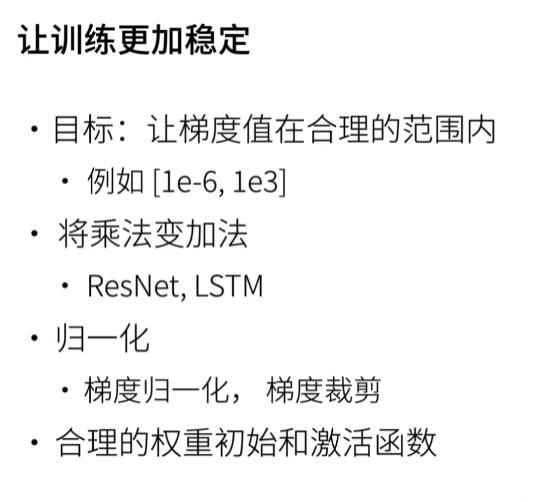 让训练更加稳定
• 目标：让梯度值在合理的范围内
• 例如 [1e-6, 1e3]
• 将乘法变加法
• ResNet, LSTM
• 归一化
• 梯度归一化， 梯度裁剪
• 合理的权重初始和激活函数